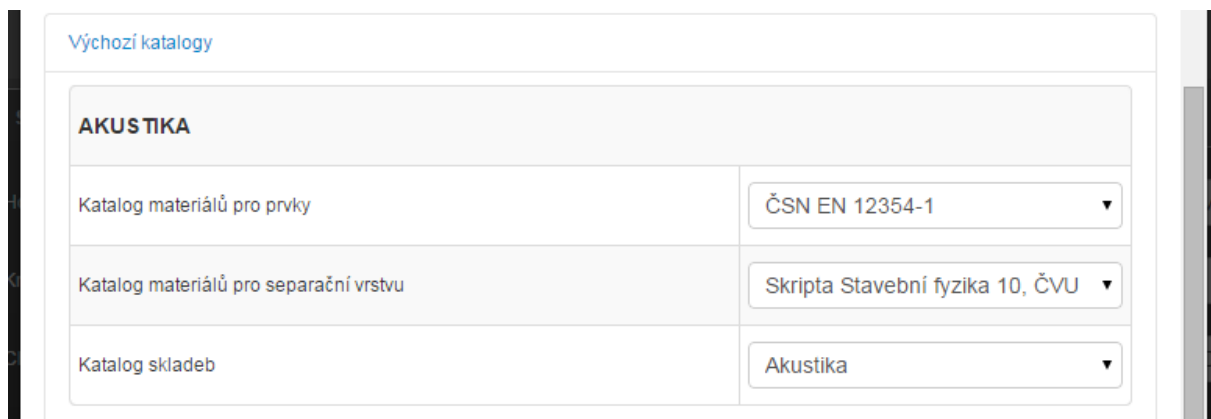 Výchozí katalogy
AKUSTIKA
Katalog materiálů pro prvky
ČSN EN 12354-1
Katalog materiálů pro separační vrstvu
Skripta Stavební fyzika 10, ČVU
Katalog skladeb
Akustika